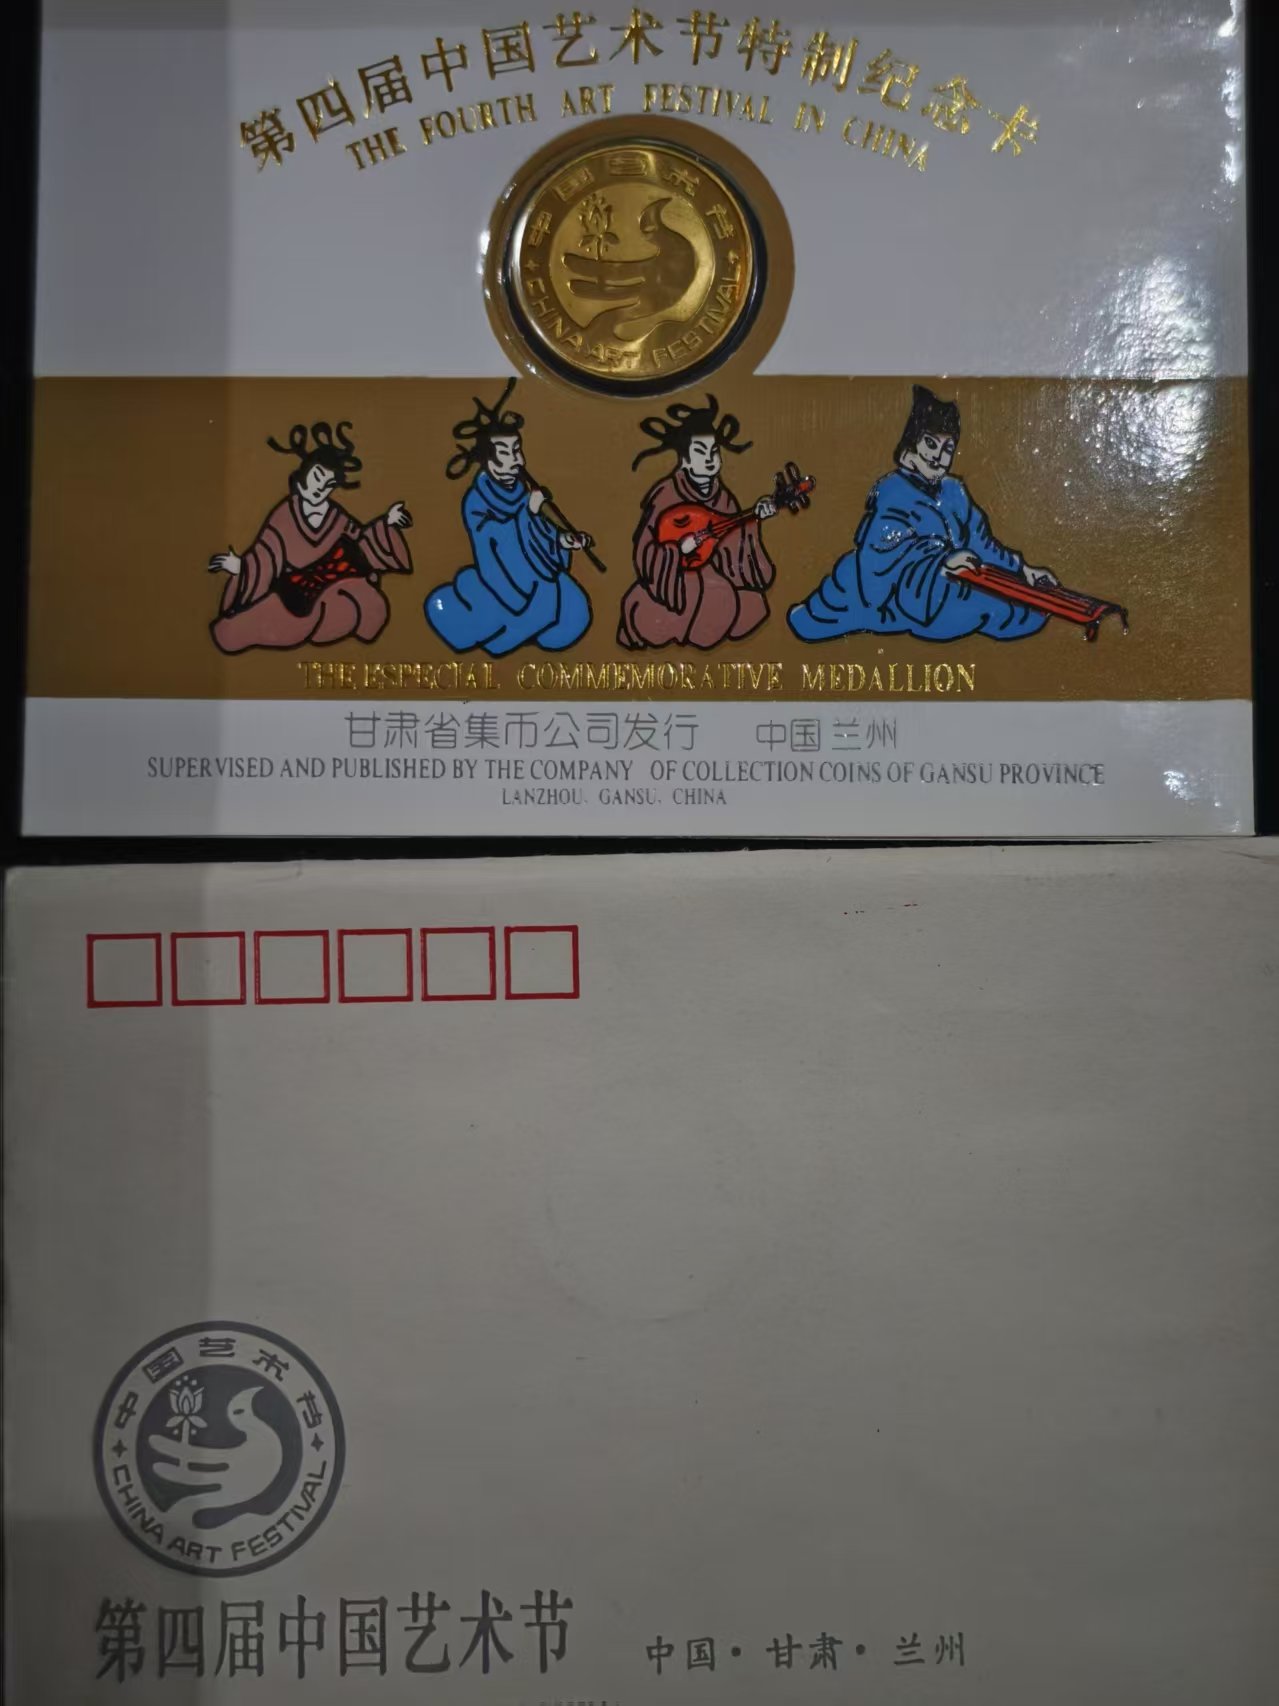 第四届中国艺术节特制纪念卡
THE FOURTH ART FESTIVAL IN CHINA
中国艺术节
CHINA ART FESTIVAL
THE ESPECIAL COMMEMORATIVE MEDALLION
甘肃省集币公司发行 中国 兰州
SUPERVISED AND PUBLISHED BY THE COMPANY OF COLLECTION COINS OF GANSU PROVINCE
LANZHOU, GANSU, CHINA
中国艺术节
CHINA ART FESTIVAL
第四届中国艺术节 中国·甘肃·兰州